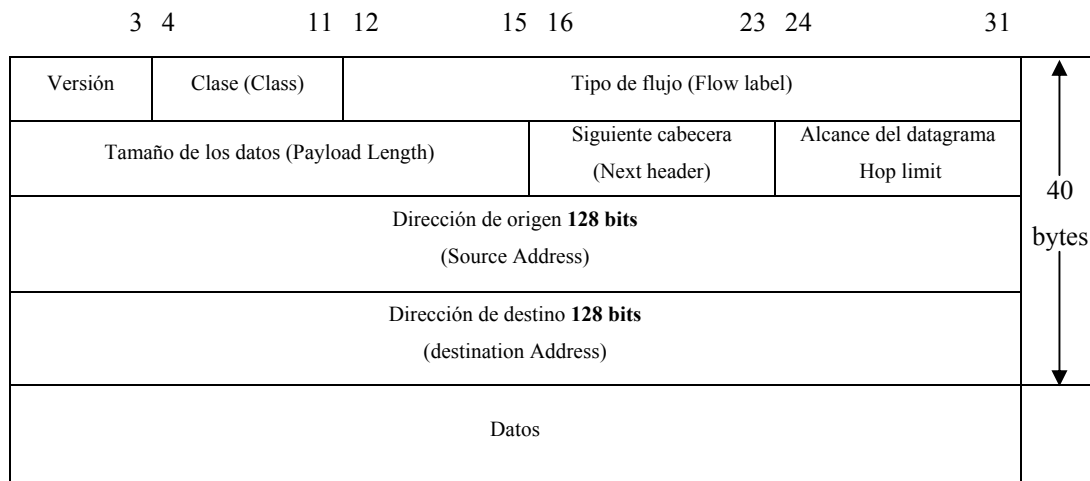 3 4 11 12 15 16 23 24 31
Versión Clase (Class) Tipo de flujo (Flow label)
Tamaño de los datos (Payload Length)
Siguiente cabecera
(Next header)
Alcance del datagrama
Hop limit
Dirección de origen 128 bits
(Source Address)
Dirección de destino 128 bits
(destination Address)
40
bytes
Datos